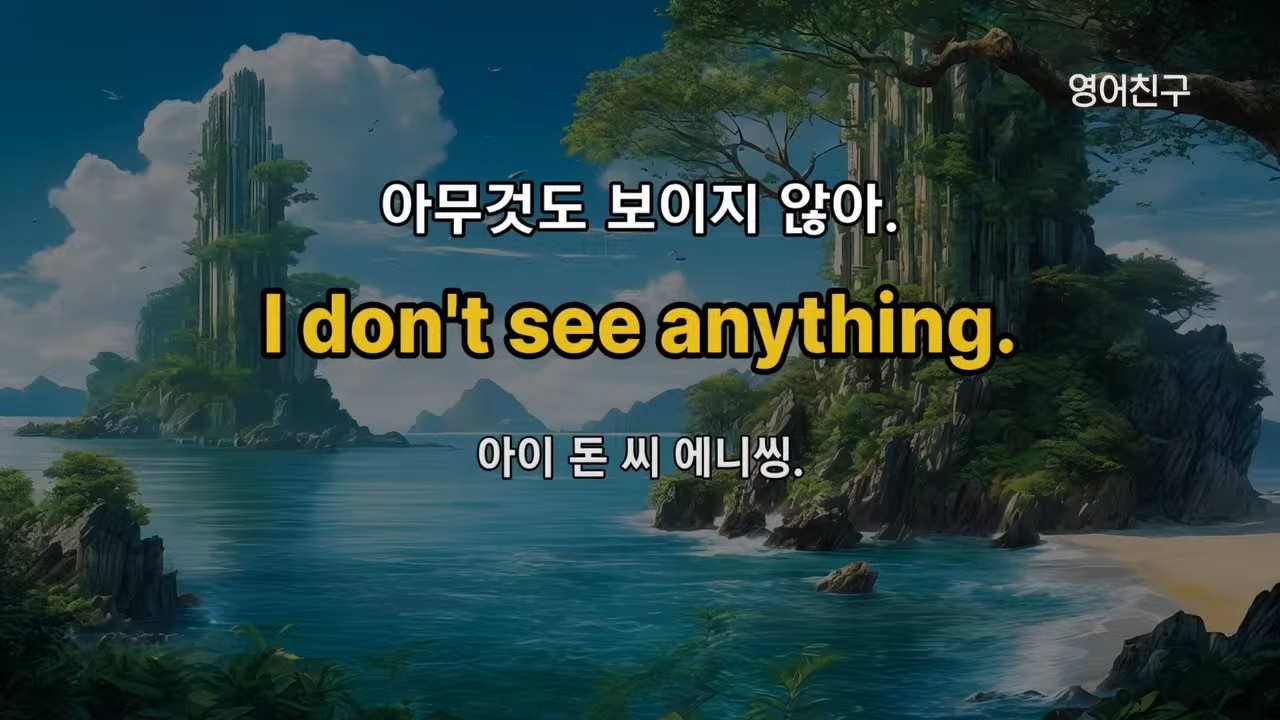 영어친구
아무것도 보이지 않아.
I don't see anything.
아이 돈 씨 에니씽.